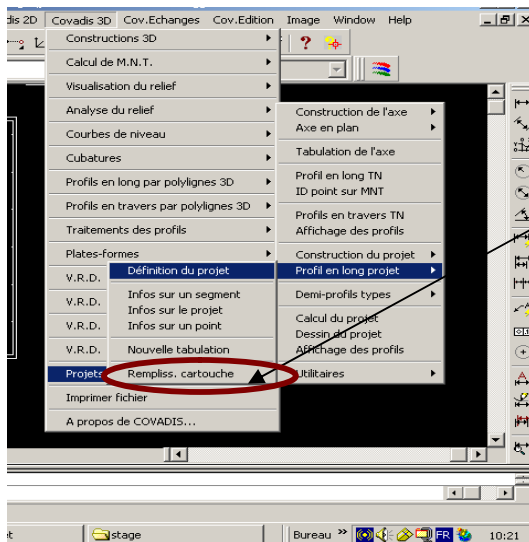 dis 2D Covadis 3D Cov.Echanges Cov.Edition Image Window Help
Constructions 3D
Calcul de M.N.T.
Visualisation du relief
Analyse du relief
Courbes de niveau
Cubatures
Profils en long par polylignes 3D
Profils en travers par polylignes 3D
Traitements des profils
Plates-formes
V.R.D.
V.R.D.
V.R.D.
V.R.D.
Projets
Imprimer fichier
A propos de COVADIS...
Construction de l'axe
Axe en plan
Tabulation de l'axe
Profil en long TN
ID point sur MNT
Profils en travers TN
Affichage des profils
Construction du projet
Profil en long projet
Demi-profils types
Calcul du projet
Dessin du projet
Affichage des profils
Utilitaires
Définition du projet
Infos sur un segment
Infos sur le projet
Infos sur un point
Nouvelle tabulation
Rempliss. cartouche
et stage Bureau » FR 10:21